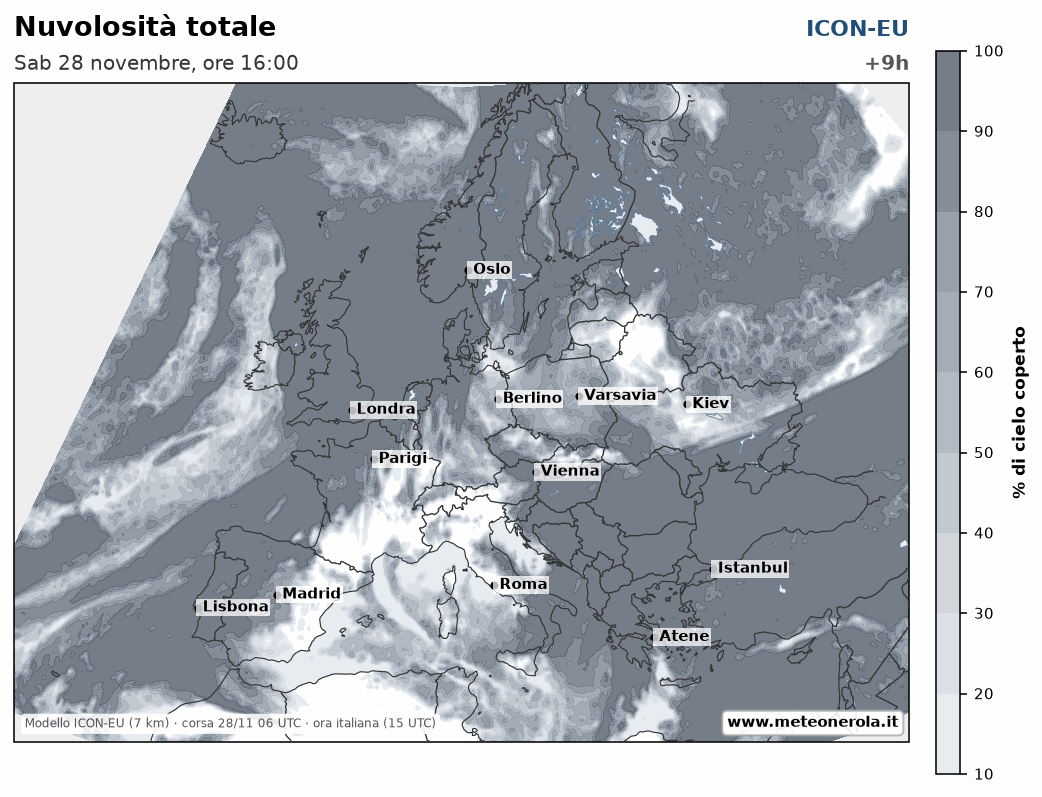 Nuvolosità totale
ICON-EU
Sab 28 novembre, ore 16:00
+9h
100
90
80
70
60
50
40
30
20
10
% di cielo coperto
Oslo
Londra
Berlino
Varsavia
Kiev
Parigi
Vienna
Istanbul
Roma
Madrid
Lisbona
Atene
Modello ICON-EU (7 km) · corsa 28/11 06 UTC · ora italiana (15 UTC)
www.meteonerola.it